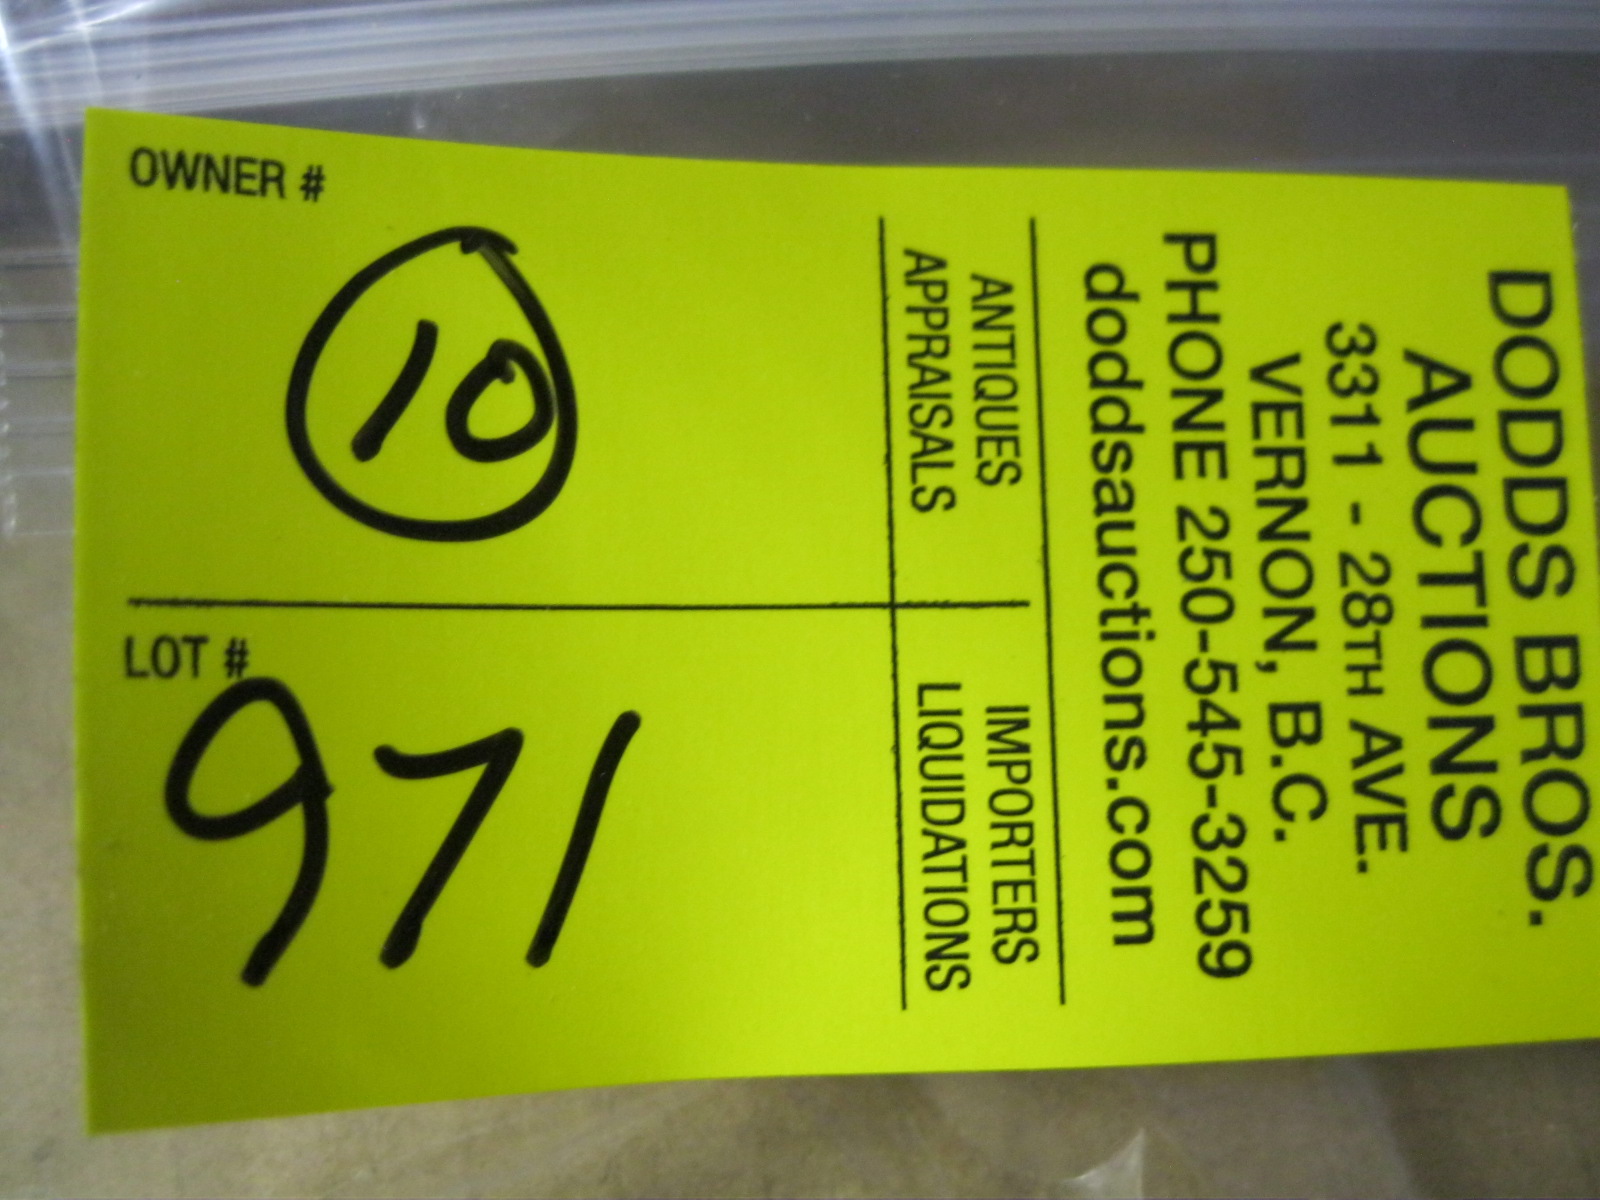 DODDS BROS.
AUCTIONS
3311 - 28TH AVE.
VERNON, B.C.
PHONE 250-545-3259
doddsauctions.com
ANTIQUES
APPRAISALS
IMPORTERS
LIQUIDATIONS
OWNER #
10
LOT #
971